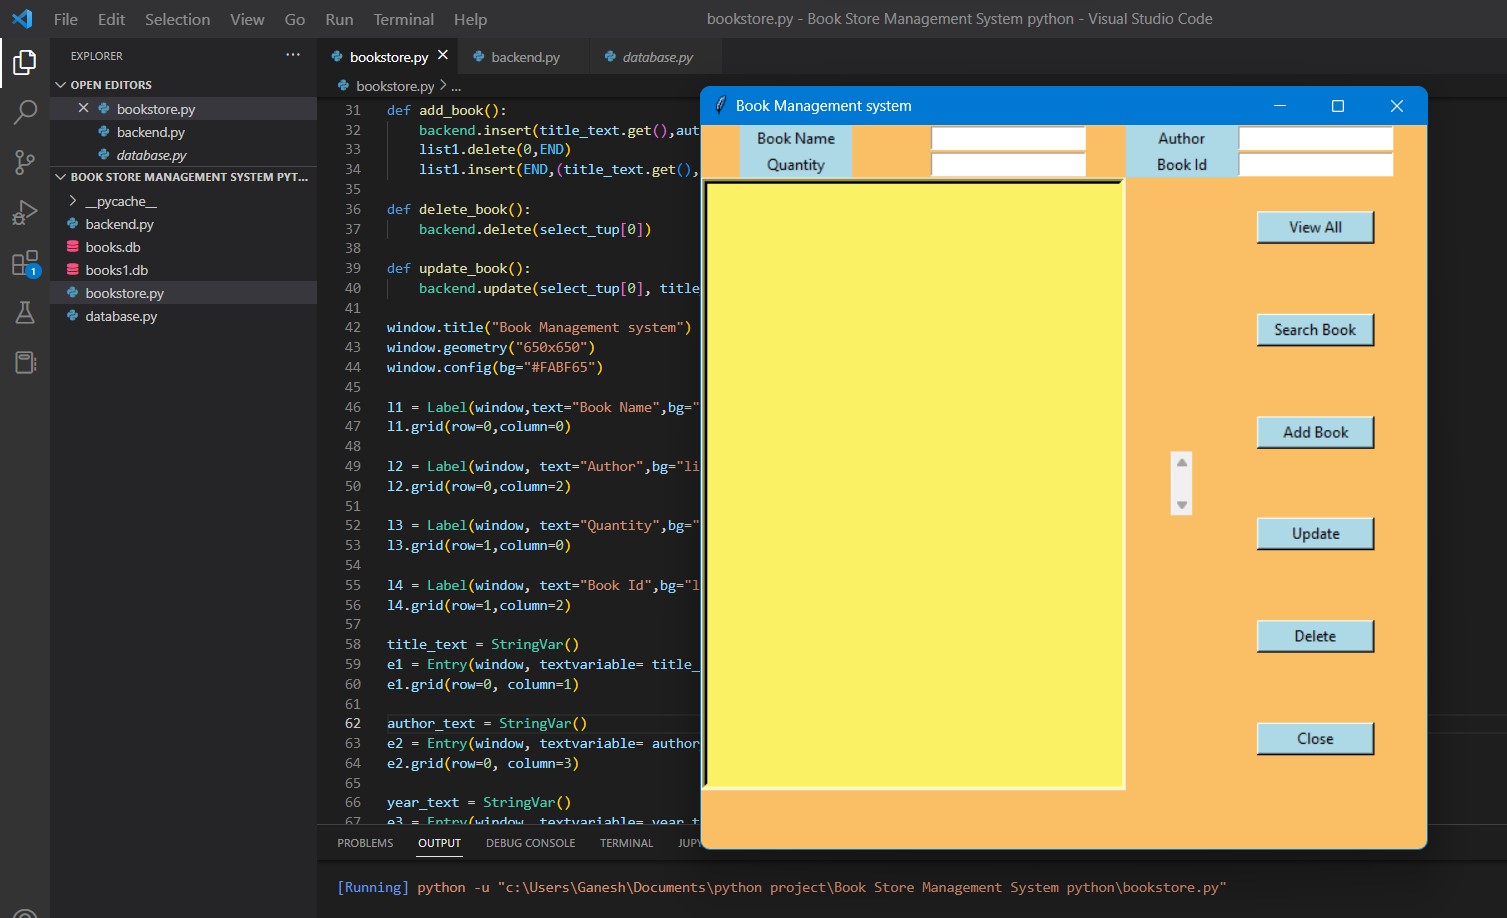 File Edit Selection View Go Run Terminal Help
bookstore.py - Book Store Management System python - Visual Studio Code
EXPLORER
OPEN EDITORS
bookstore.py
backend.py
database.py
BOOK STORE MANAGEMENT SYSTEM PYT...
__pycache__
backend.py
books.db
books1.db
bookstore.py
database.py
1
bookstore.py backend.py database.py
bookstore.py > ...
31 def add_book():
32 backend.insert(title_text.get(),aut
33 list1.delete(0,END)
34 list1.insert(END,(title_text.get(),
35
36 def delete_book():
37 backend.delete(select_tup[0])
38
39 def update_book():
40 backend.update(select_tup[0], title
41
42 window.title("Book Management system")
43 window.geometry("650x650")
44 window.config(bg="#FABF65")
45
46 l1 = Label(window,text="Book Name",bg="
47 l1.grid(row=0,column=0)
48
49 l2 = Label(window, text="Author",bg="li
50 l2.grid(row=0,column=2)
51
52 l3 = Label(window, text="Quantity",bg="
53 l3.grid(row=1,column=0)
54
55 l4 = Label(window, text="Book Id",bg="l
56 l4.grid(row=1,column=2)
57
58 title_text = StringVar()
59 e1 = Entry(window, textvariable= title_
60 e1.grid(row=0, column=1)
61
62 author_text = StringVar()
63 e2 = Entry(window, textvariable= author
64 e2.grid(row=0, column=3)
65
66 year_text = StringVar()
67 e3 = Entry(window, textvariable= year_t
Book Management system
Book Name Author
Quantity Book Id
View All
Search Book
Add Book
Update
Delete
Close
PROBLEMS OUTPUT DEBUG CONSOLE TERMINAL JUPY
[Running] python -u "c:\Users\Ganesh\Documents\python project\Book Store Management System python\bookstore.py"